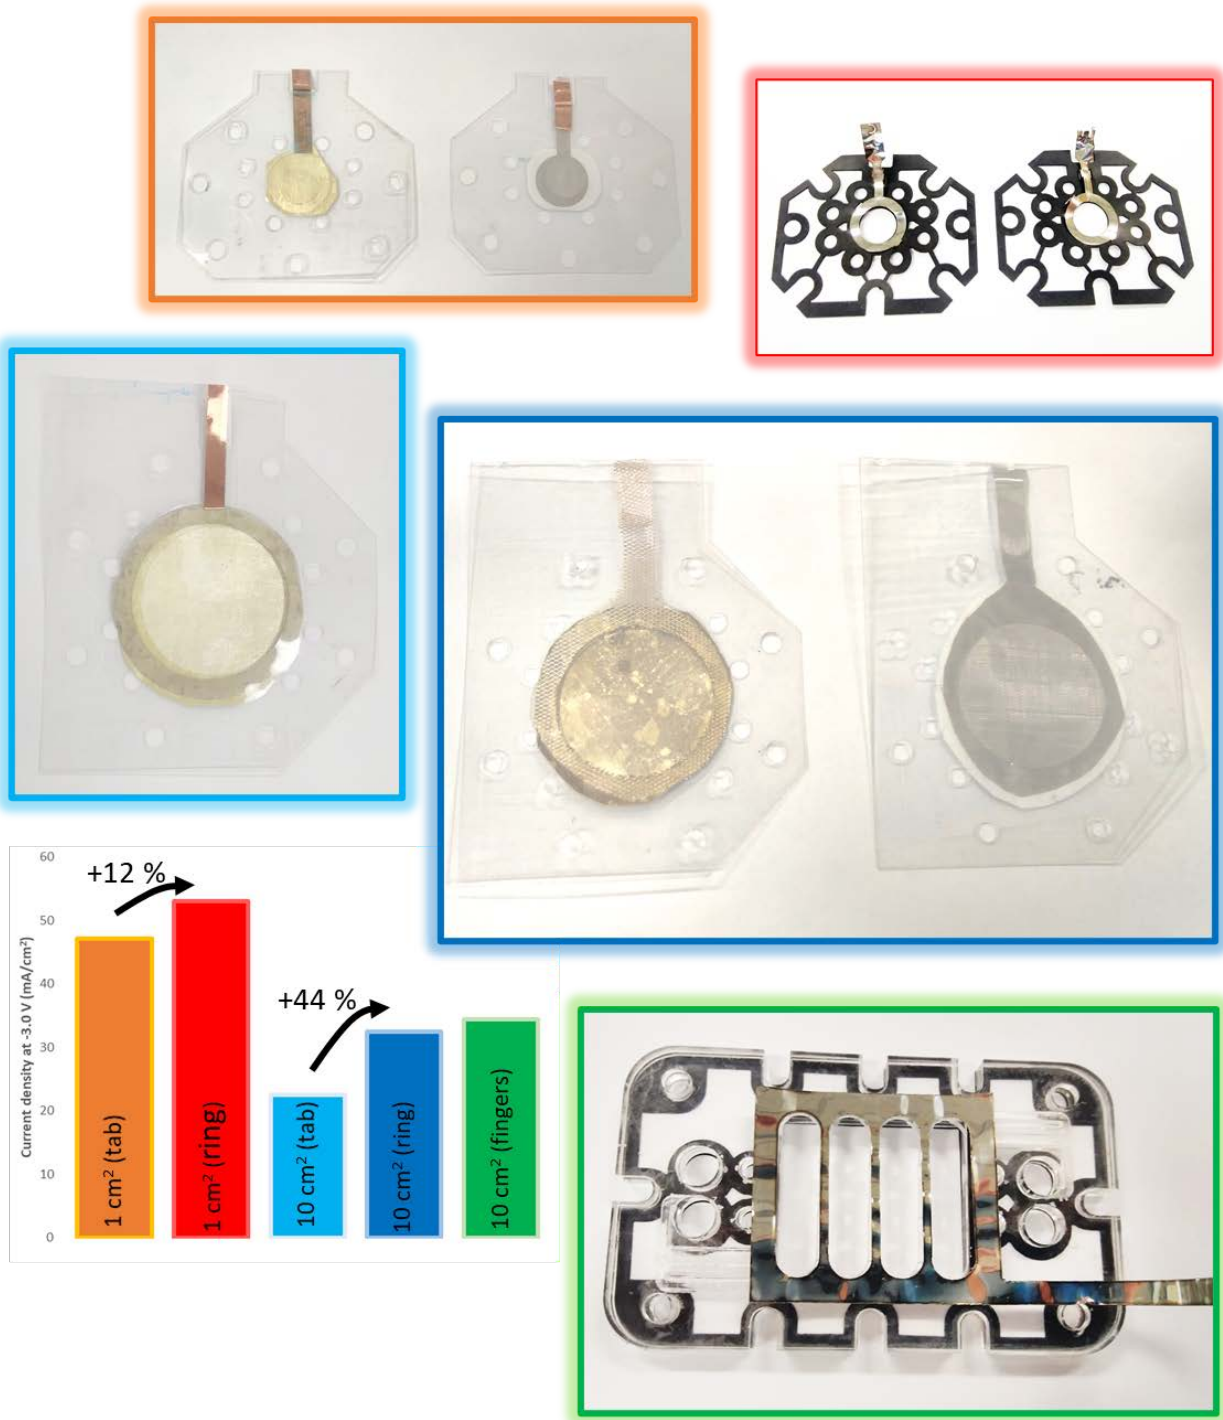 60
50
40
30
20
10
0
Current density at -3.0 V (mA/cm²)
+12 %
+44 %
1 cm² (tab)
1 cm² (ring)
10 cm² (tab)
10 cm² (ring)
10 cm² (fingers)